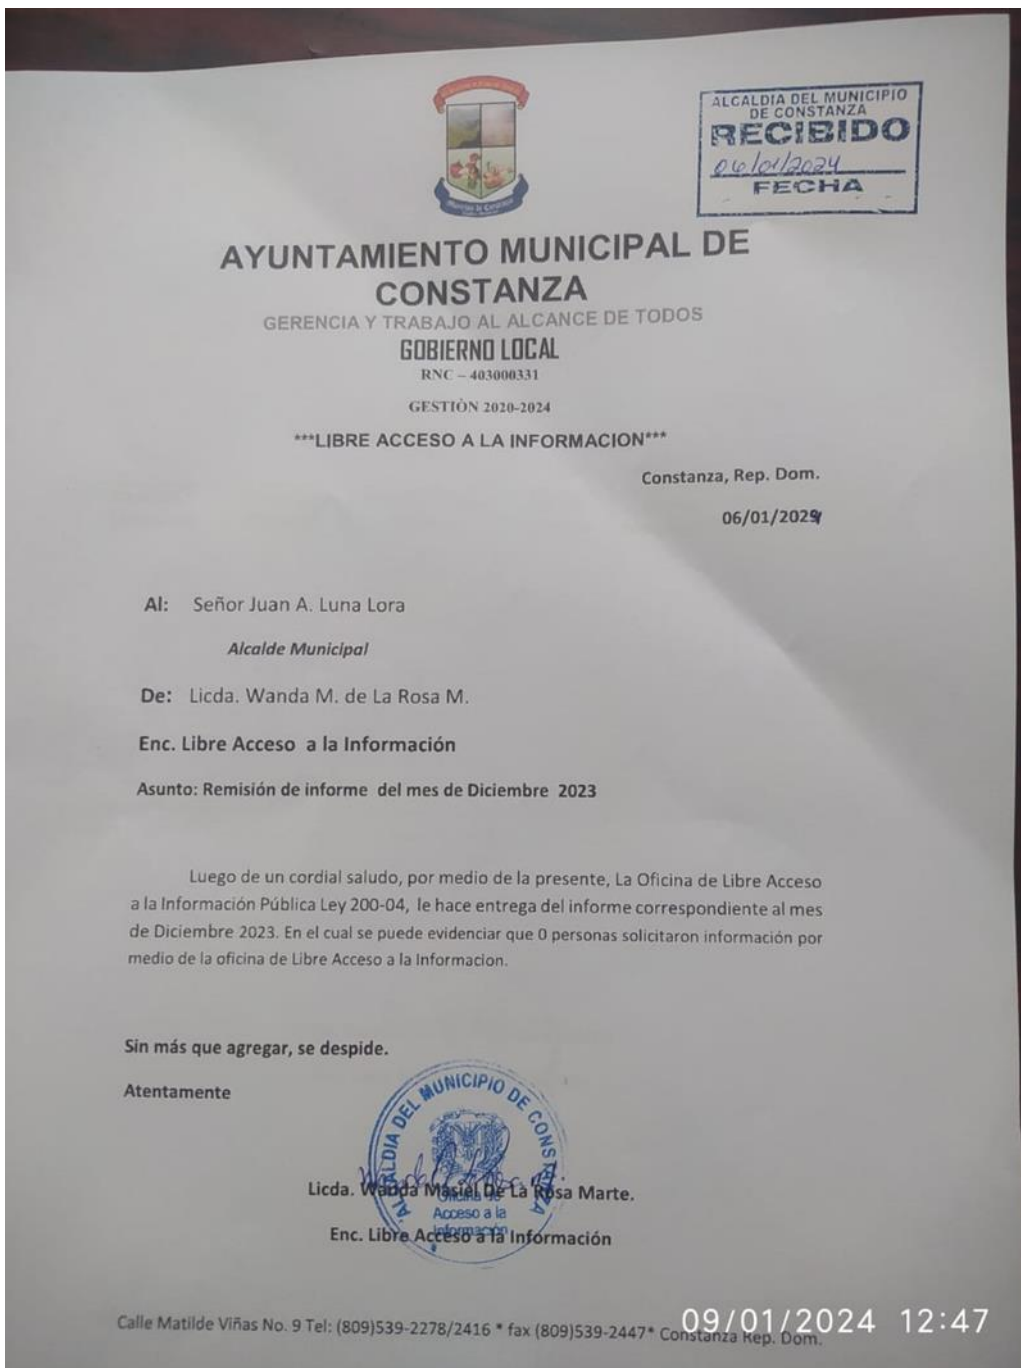 ALCALDIA DEL MUNICIPIO
DE CONSTANZA
RECIBIDO
06/01/2024
FECHA
AYUNTAMIENTO MUNICIPAL DE
CONSTANZA
GERENCIA Y TRABAJO AL ALCANCE DE TODOS
GOBIERNO LOCAL
RNC – 403000331
GESTIÒN 2020-2024
***LIBRE ACCESO A LA INFORMACION***
Constanza, Rep. Dom.
06/01/2024
Al: Señor Juan A. Luna Lora
Alcalde Municipal
De: Licda. Wanda M. de La Rosa M.
Enc. Libre Acceso a la Información
Asunto: Remisión de informe del mes de Diciembre 2023
Luego de un cordial saludo, por medio de la presente, La Oficina de Libre Acceso
a la Información Pública Ley 200-04, le hace entrega del informe correspondiente al mes
de Diciembre 2023. En el cual se puede evidenciar que 0 personas solicitaron información por
medio de la oficina de Libre Acceso a la Informacion.
Sin más que agregar, se despide.
Atentamente
ALCALDIA DEL MUNICIPIO DE CONSTANZA
Licda. Wanda Masiel De La Rosa Marte.
Acceso a la
Información
Enc. Libre Acceso a la Información
Calle Matilde Viñas No. 9 Tel: (809)539-2278/2416 * fax (809)539-2447* Constanza Rep. Dom.
09/01/2024 12:47